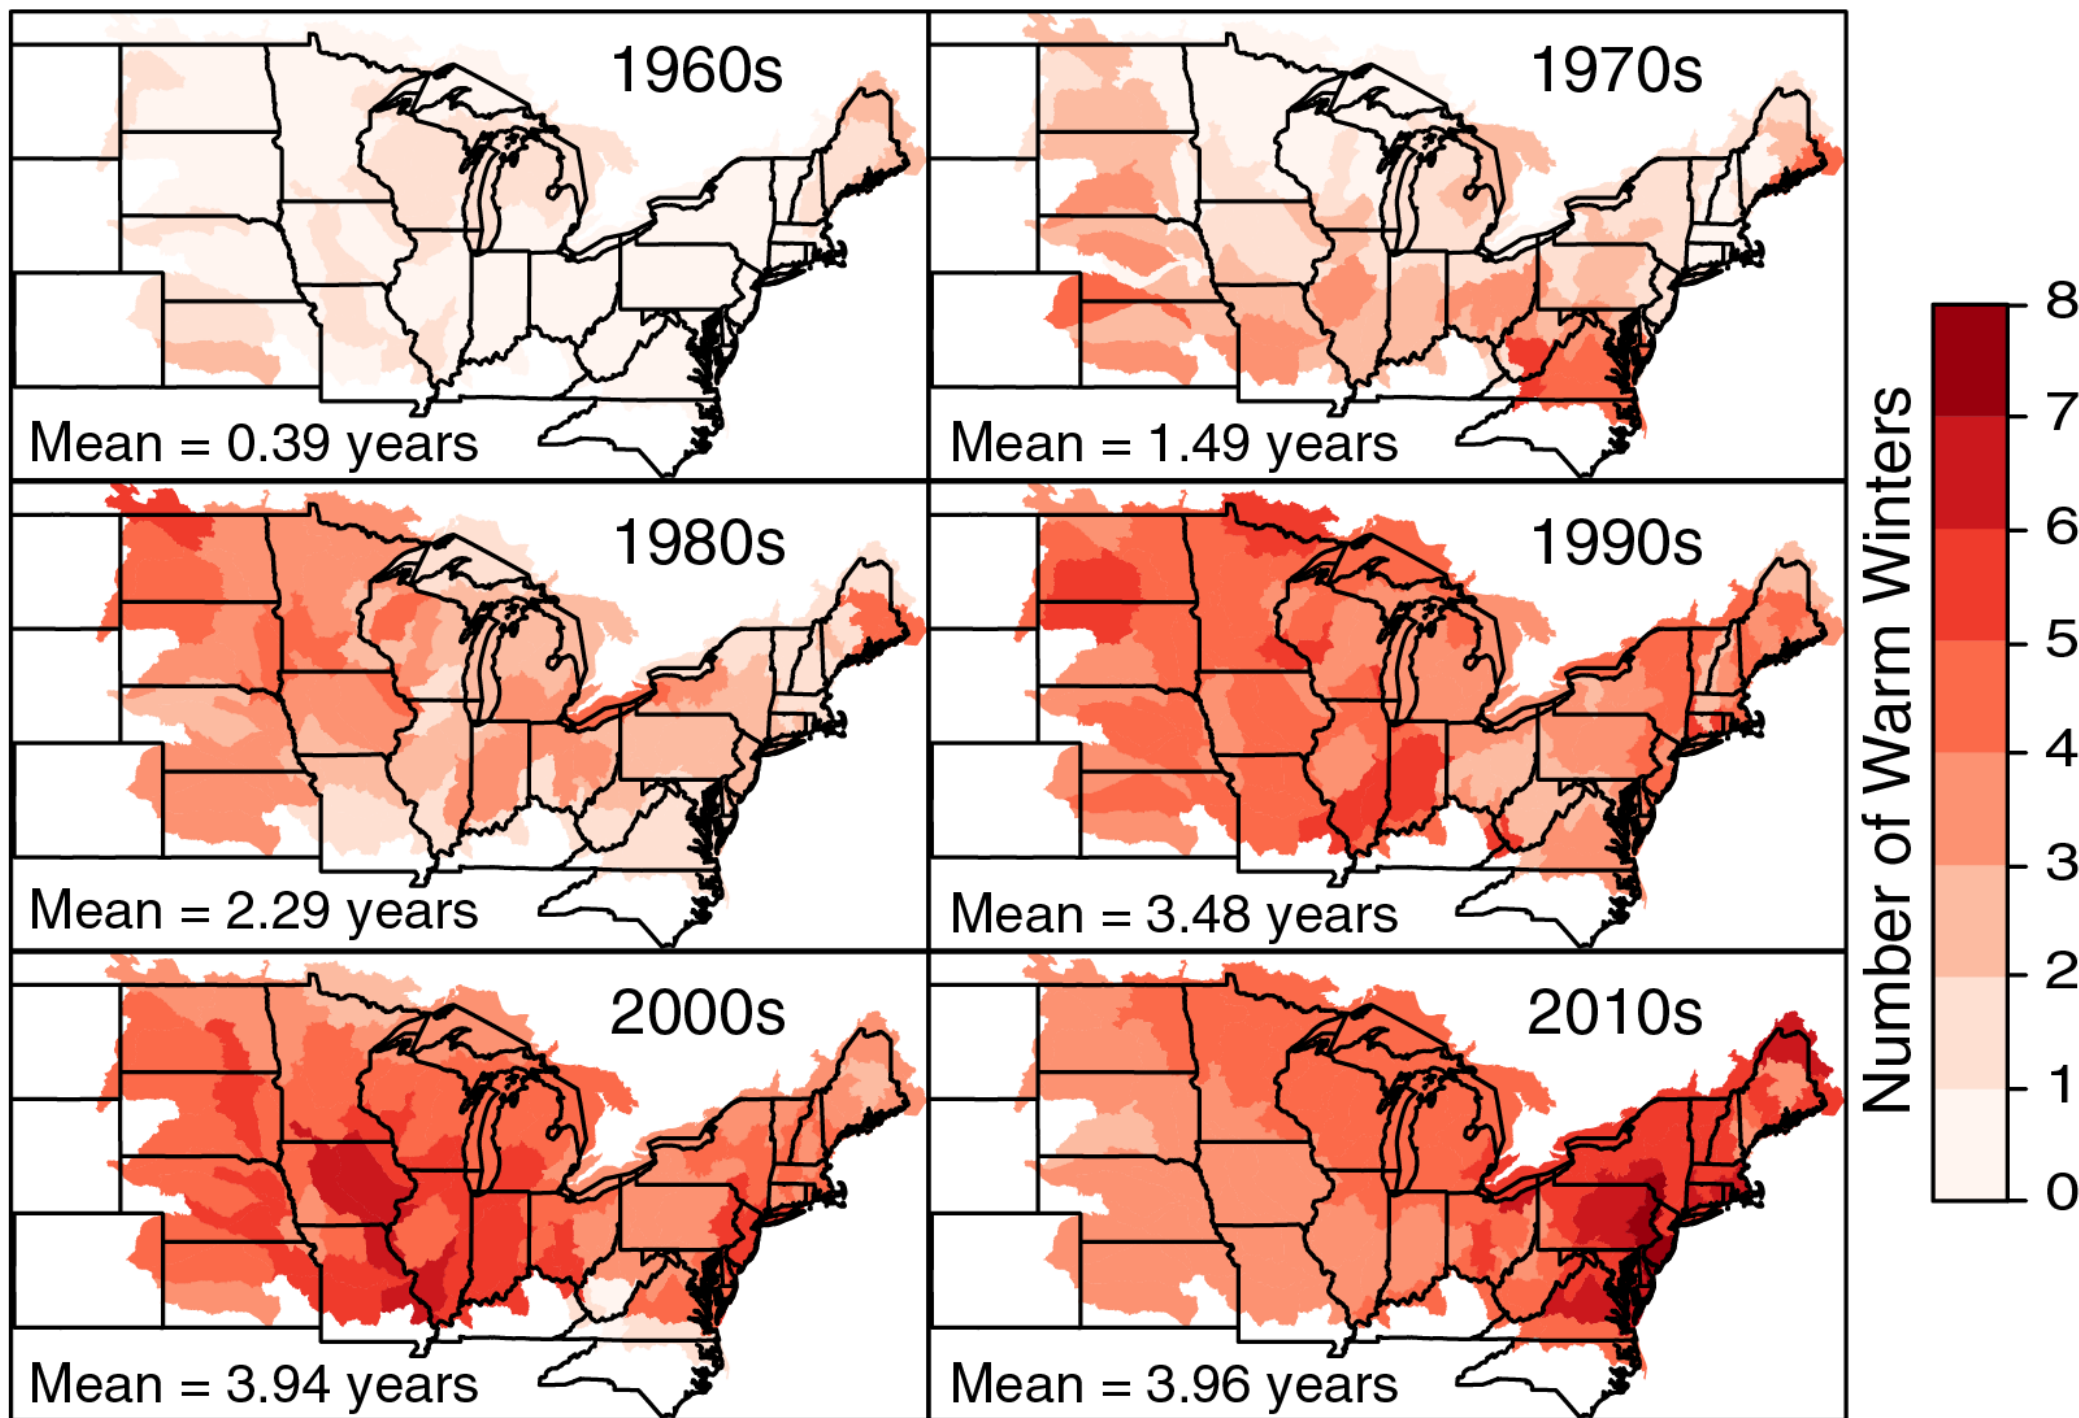 1960s
Mean = 0.39 years
1970s
Mean = 1.49 years
1980s
Mean = 2.29 years
1990s
Mean = 3.48 years
2000s
Mean = 3.94 years
2010s
Mean = 3.96 years
Number of Warm Winters
8
7
6
5
4
3
2
1
0